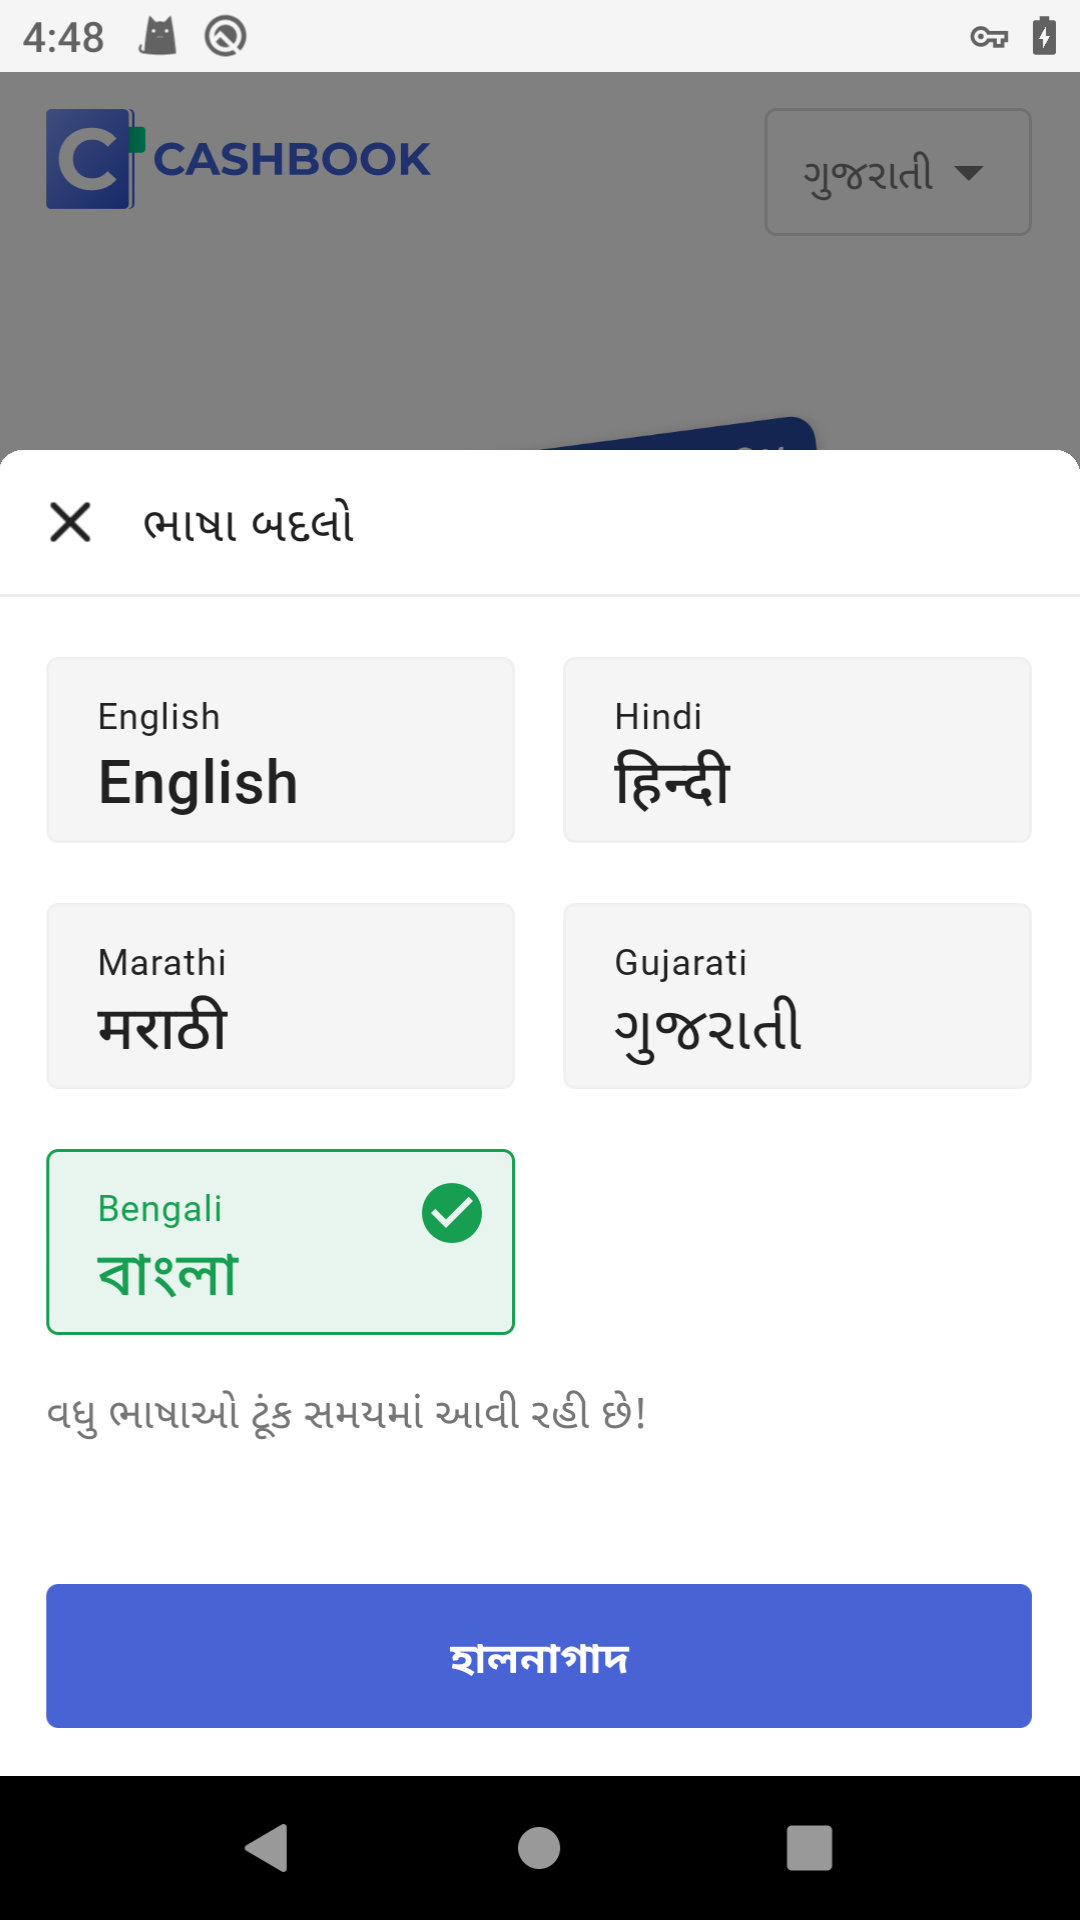 4:48
CASHBOOK
ગુજરાતી
ભાષા બદલો
English
English
Hindi
हिन्दी
Marathi
मराठी
Gujarati
ગુજરાતી
Bengali
বাংলা
વધુ ભાષાઓ ટૂંક સમયમાં આવી રહી છે!
হালনাগাদ